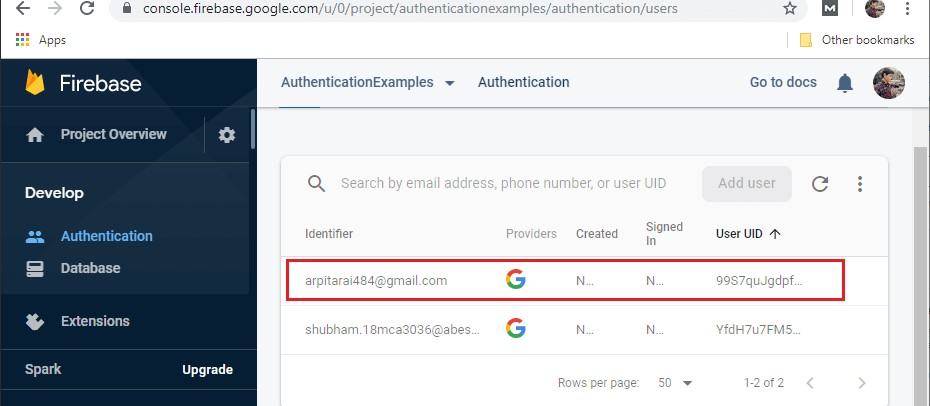 console.firebase.google.com/u/0/project/authenticationexamples/authentication/users
M
Apps
Other bookmarks
Firebase
AuthenticationExamples
Authentication
Go to docs
Project Overview
Search by email address, phone number, or user UID
Add user
Develop
Identifier
Providers
Created
Signed
In
User UID
Authentication
Database
arpitarai484@gmail.com
G
N...
N...
99S7quJgdpf...
Extensions
shubham.18mca3036@abes...
G
N...
N...
YfdH7u7FM5...
Spark
Upgrade
Rows per page:
50
1-2 of 2